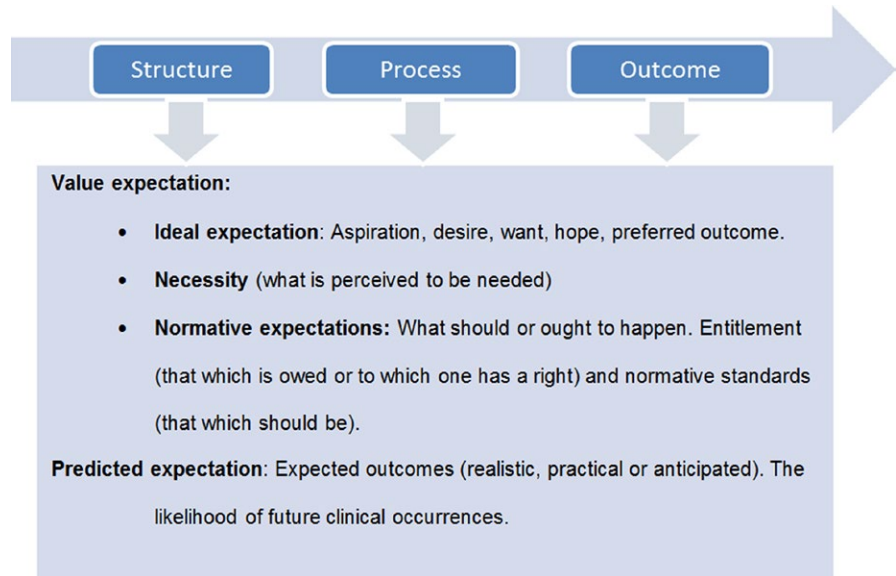 Structure
Process
Outcome
Value expectation:
• Ideal expectation: Aspiration, desire, want, hope, preferred outcome.
• Necessity (what is perceived to be needed)
• Normative expectations: What should or ought to happen. Entitlement
(that which is owed or to which one has a right) and normative standards
(that which should be).
Predicted expectation: Expected outcomes (realistic, practical or anticipated). The
likelihood of future clinical occurrences.